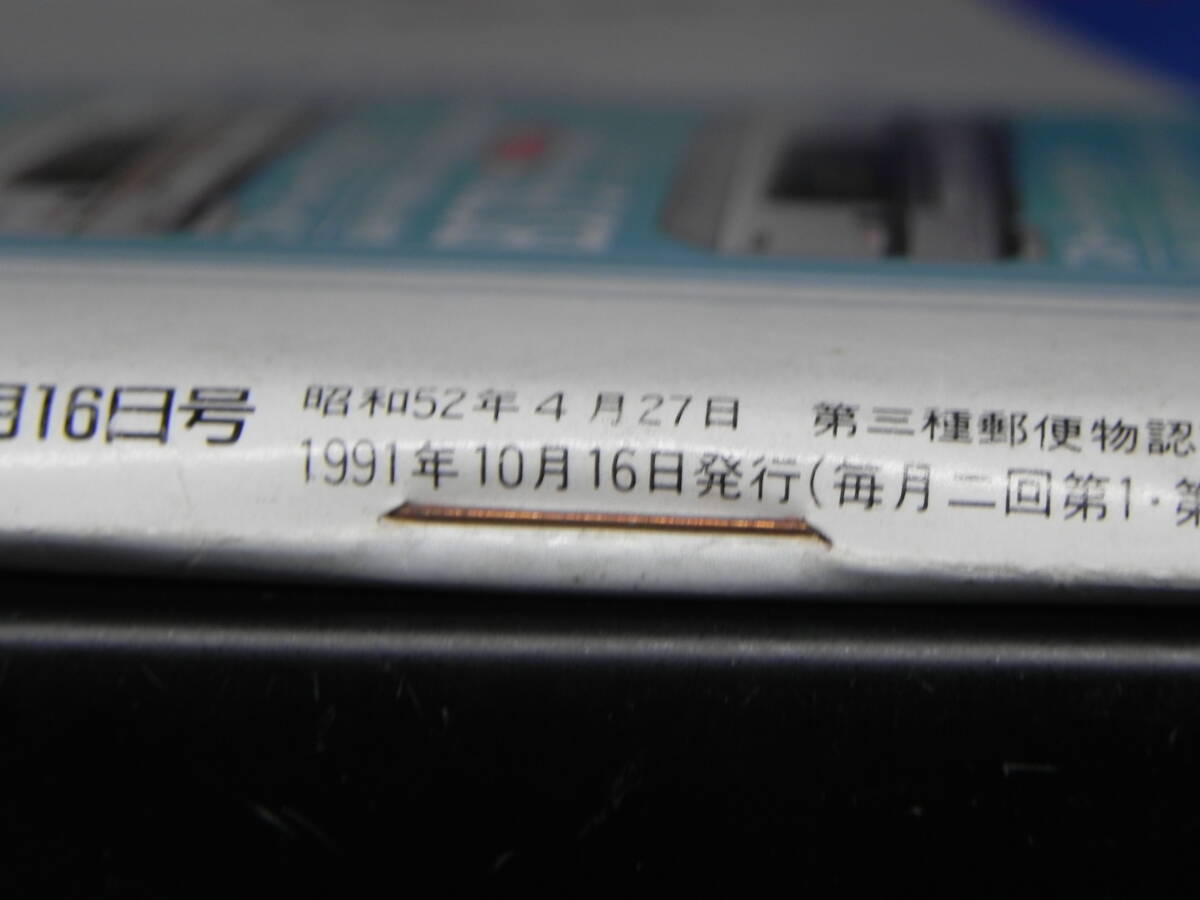 月16日号
昭和52年4月27日　第三種郵便物認
1991年10月16日発行(毎月二回第1・第